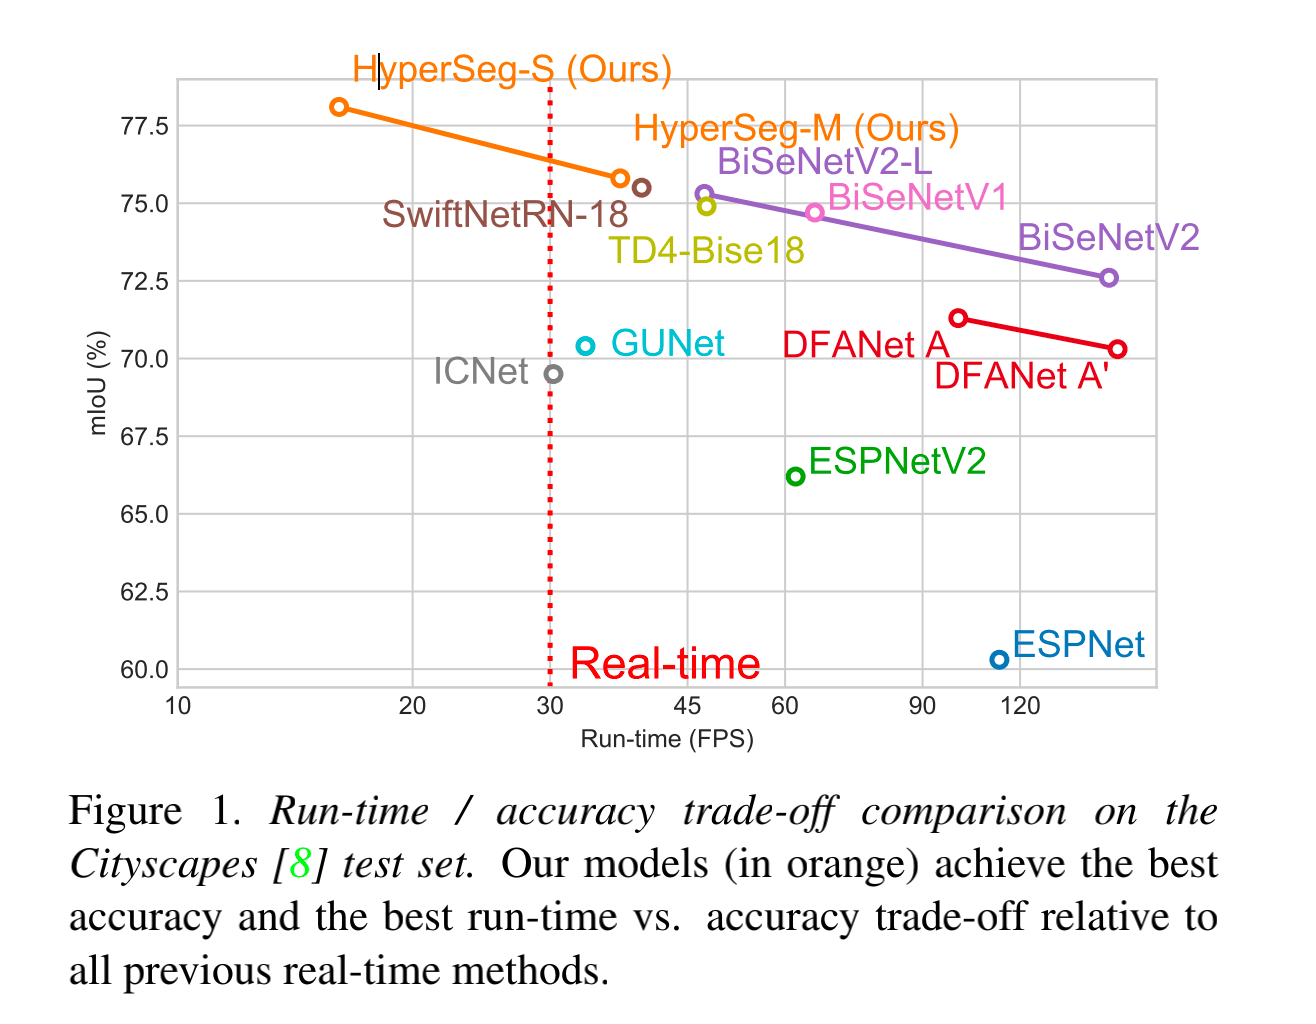 HyperSeg-S (Ours)
77.5
HyperSeg-M (Ours)
BiSeNetV2-L
BiSeNetV1
75.0
SwiftNetRN-18
BiSeNetV2
TD4-Bise18
72.5
GUNet
DFANet A
70.0
ICNet
DFANet A'
mIoU (%)
67.5
ESPNetV2
65.0
62.5
ESPNet
60.0
Real-time
10 20 30 45 60 90 120
Run-time (FPS)
Figure 1. Run-time / accuracy trade-off comparison on the
Cityscapes [8] test set. Our models (in orange) achieve the best
accuracy and the best run-time vs. accuracy trade-off relative to
all previous real-time methods.